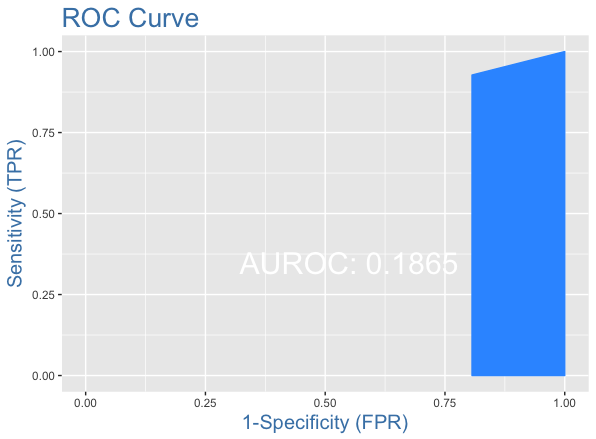 ROC Curve
1.00
0.75
0.50
0.25
0.00
Sensitivity (TPR)
AUROC: 0.1865
0.00 0.25 0.50 0.75 1.00
1-Specificity (FPR)